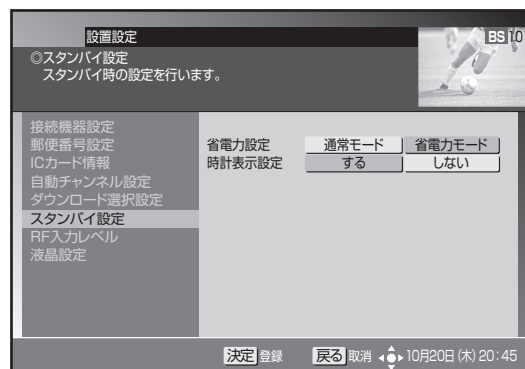 設置設定
BS 10
◎スタンバイ設定
スタンバイ時の設定を行います。
接続機器設定
郵便番号設定
ICカード情報
自動チャンネル設定
ダウンロード選択設定
スタンバイ設定
RF入力レベル
液晶設定
省電力設定 通常モード 省電力モード
時計表示設定 する しない
決定 登録 戻る 取消 10月20日(木) 20:45